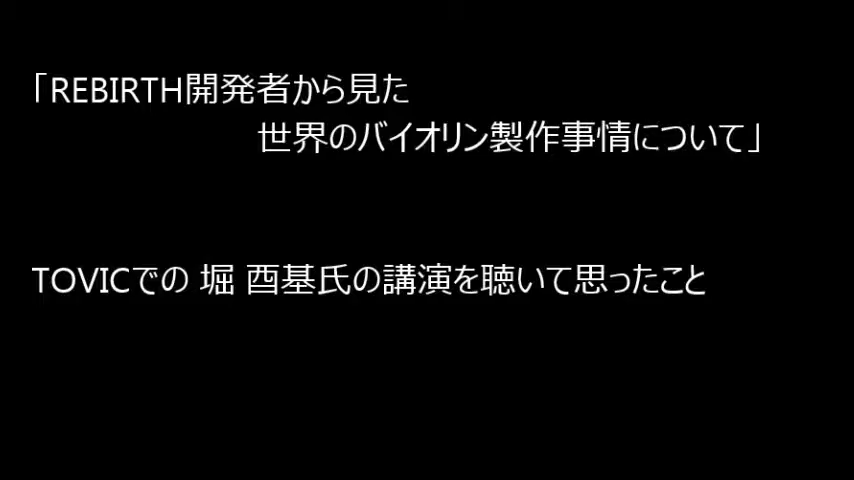 「REBIRTH開発者から見た
世界のバイオリン製作事情について」
TOVICでの 堀 酉基氏の講演を聴いて思ったこと